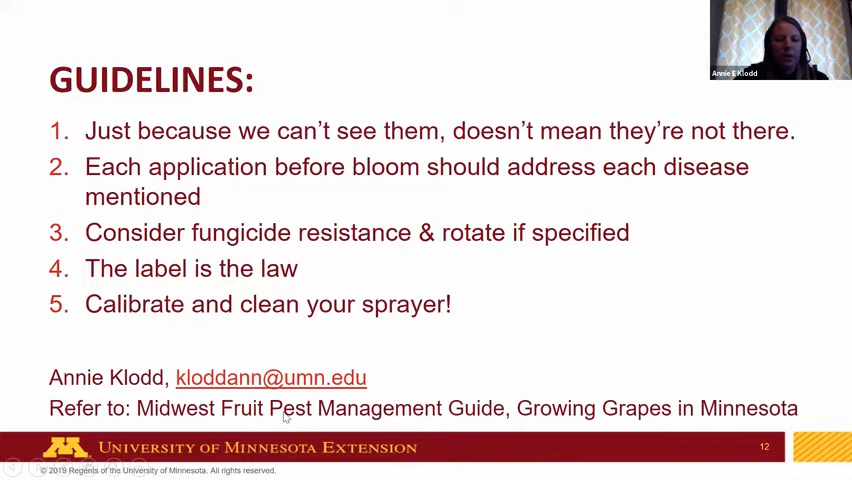 Annie E Klodd
GUIDELINES:
1. Just because we can't see them, doesn't mean they're not there.
2. Each application before bloom should address each disease
mentioned
3. Consider fungicide resistance & rotate if specified
4. The label is the law
5. Calibrate and clean your sprayer!
Annie Klodd, kloddann@umn.edu
Refer to: Midwest Fruit Pest Management Guide, Growing Grapes in Minnesota
M UNIVERSITY OF MINNESOTA EXTENSION
12
© 2019 Regents of the University of Minnesota. All rights reserved.